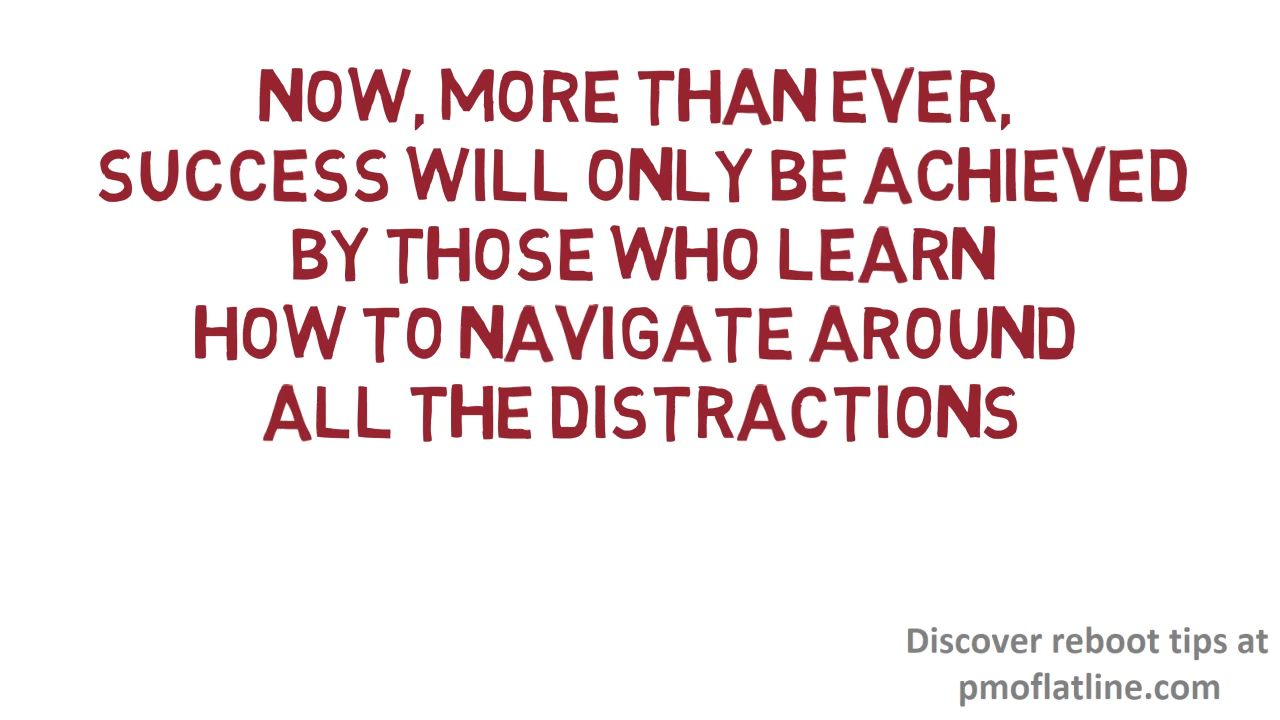 NOW, MORE THAN EVER,
SUCCESS WILL ONLY BE ACHIEVED
BY THOSE WHO LEARN
HOW TO NAVIGATE AROUND
ALL THE DISTRACTIONS
Discover reboot tips at
pmoflatline.com